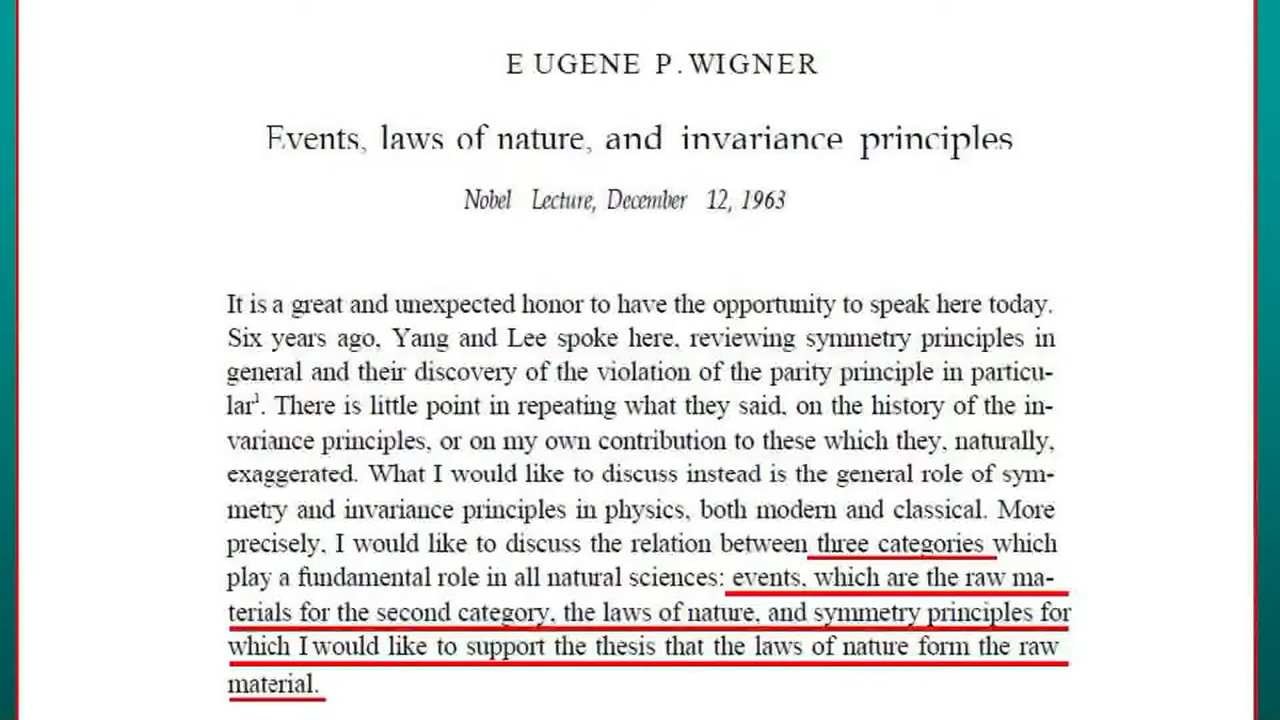 EUGENE P. WIGNER
Events, laws of nature, and invariance principles
Nobel Lecture, December 12, 1963
It is a great and unexpected honor to have the opportunity to speak here today.
Six years ago, Yang and Lee spoke here, reviewing symmetry principles in
general and their discovery of the violation of the parity principle in particu-
lar¹. There is little point in repeating what they said, on the history of the in-
variance principles, or on my own contribution to these which they, naturally,
exaggerated. What I would like to discuss instead is the general role of sym-
metry and invariance principles in physics, both modern and classical. More
precisely, I would like to discuss the relation between three categories which
play a fundamental role in all natural sciences: events, which are the raw ma-
terials for the second category, the laws of nature, and symmetry principles for
which I would like to support the thesis that the laws of nature form the raw
material.